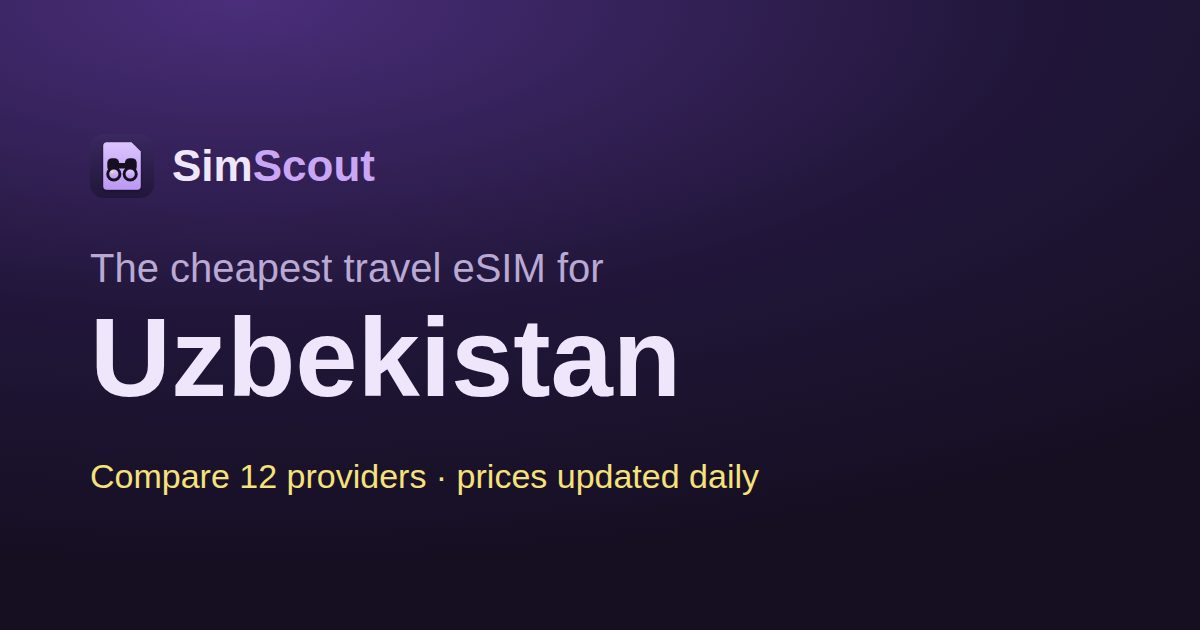 SimScout
The cheapest travel eSIM for
Uzbekistan
Compare 12 providers · prices updated daily